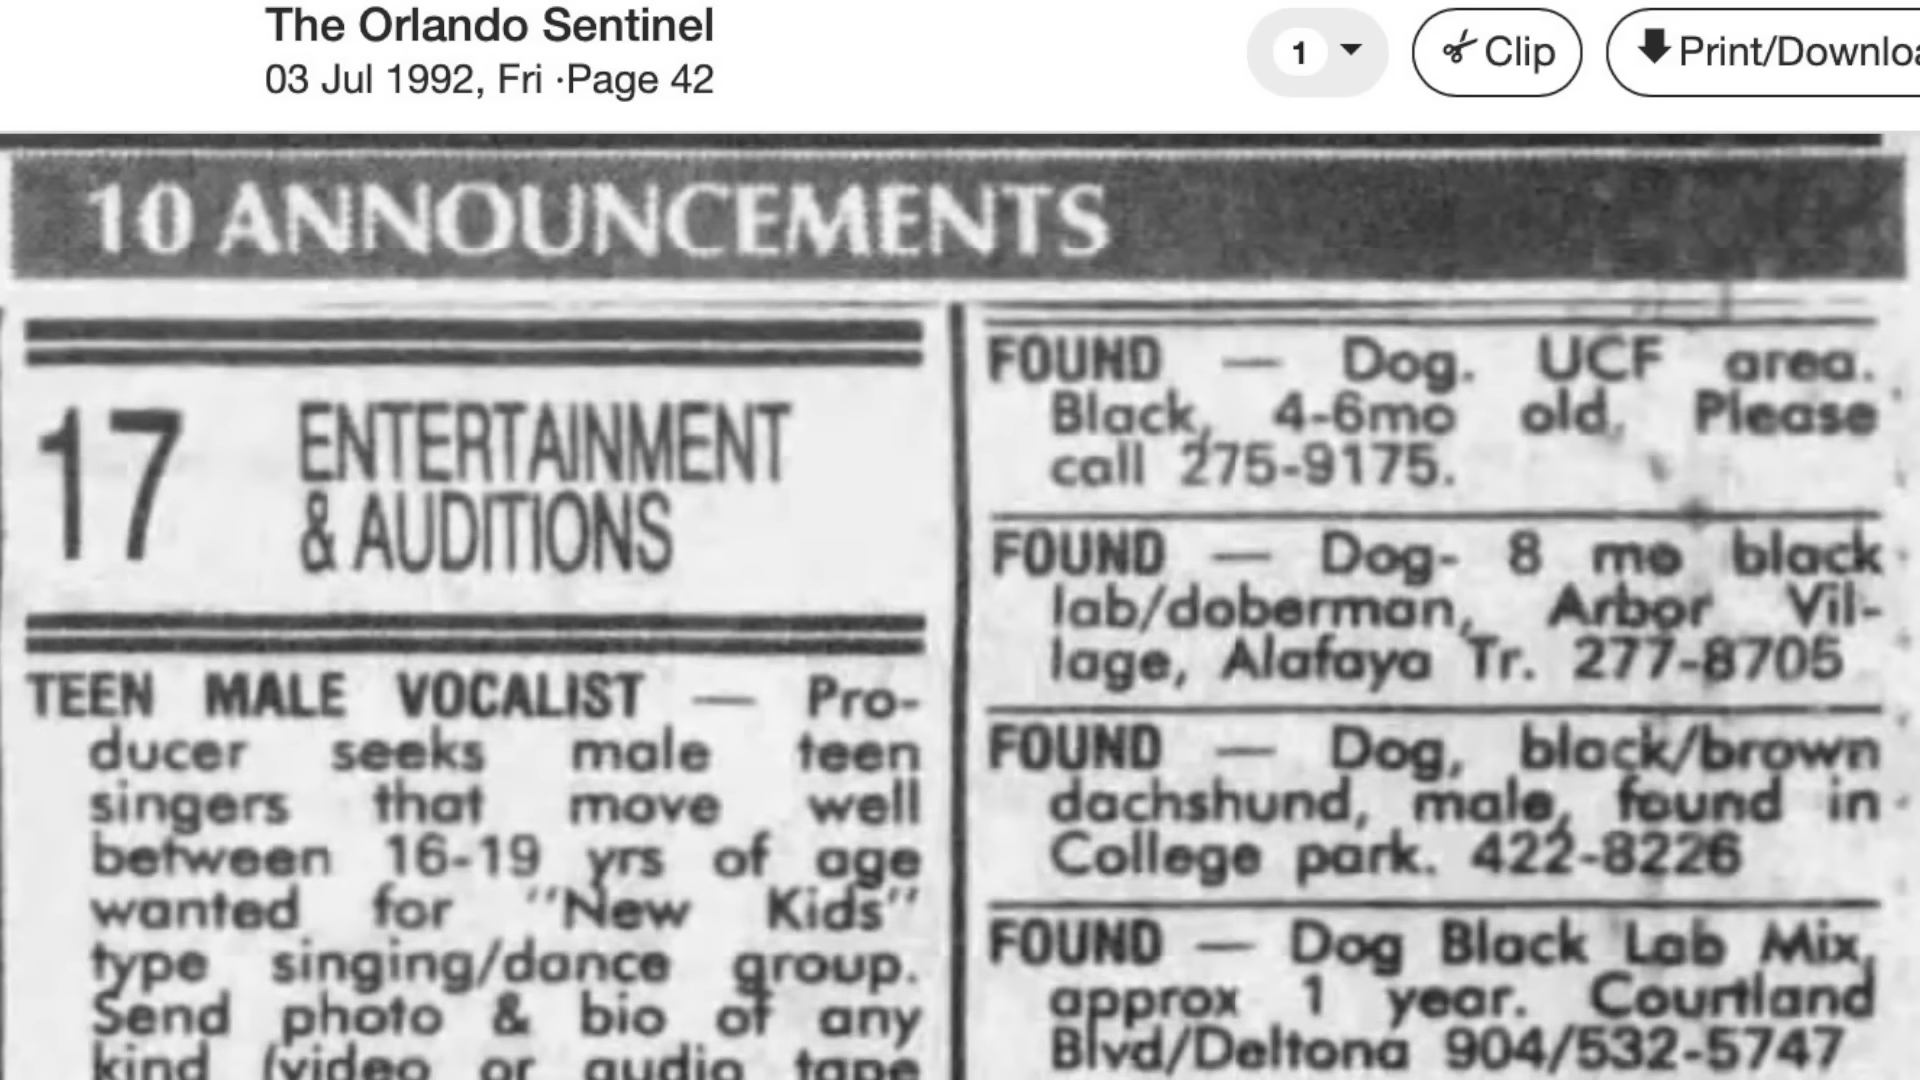 The Orlando Sentinel
03 Jul 1992, Fri ·Page 42
1
Clip
Print/Downloa
10 ANNOUNCEMENTS
17 ENTERTAINMENT
& AUDITIONS
TEEN MALE VOCALIST — Pro-
ducer seeks male teen
singers that move well
between 16-19 yrs of age
wanted for "New Kids"
type singing/dance group.
Send photo & bio of any
kind (video or audio tape
FOUND — Dog. UCF area.
Black, 4-6mo old. Please
call 275-9175.
FOUND — Dog- 8 mo black
lab/doberman, Arbor Vil-
lage, Alafaya Tr. 277-8705
FOUND — Dog, black/brown
dachshund, male, found in
College park. 422-8226
FOUND — Dog Black Lab Mix,
approx 1 year. Courtland
Blvd/Deltona 904/532-5747